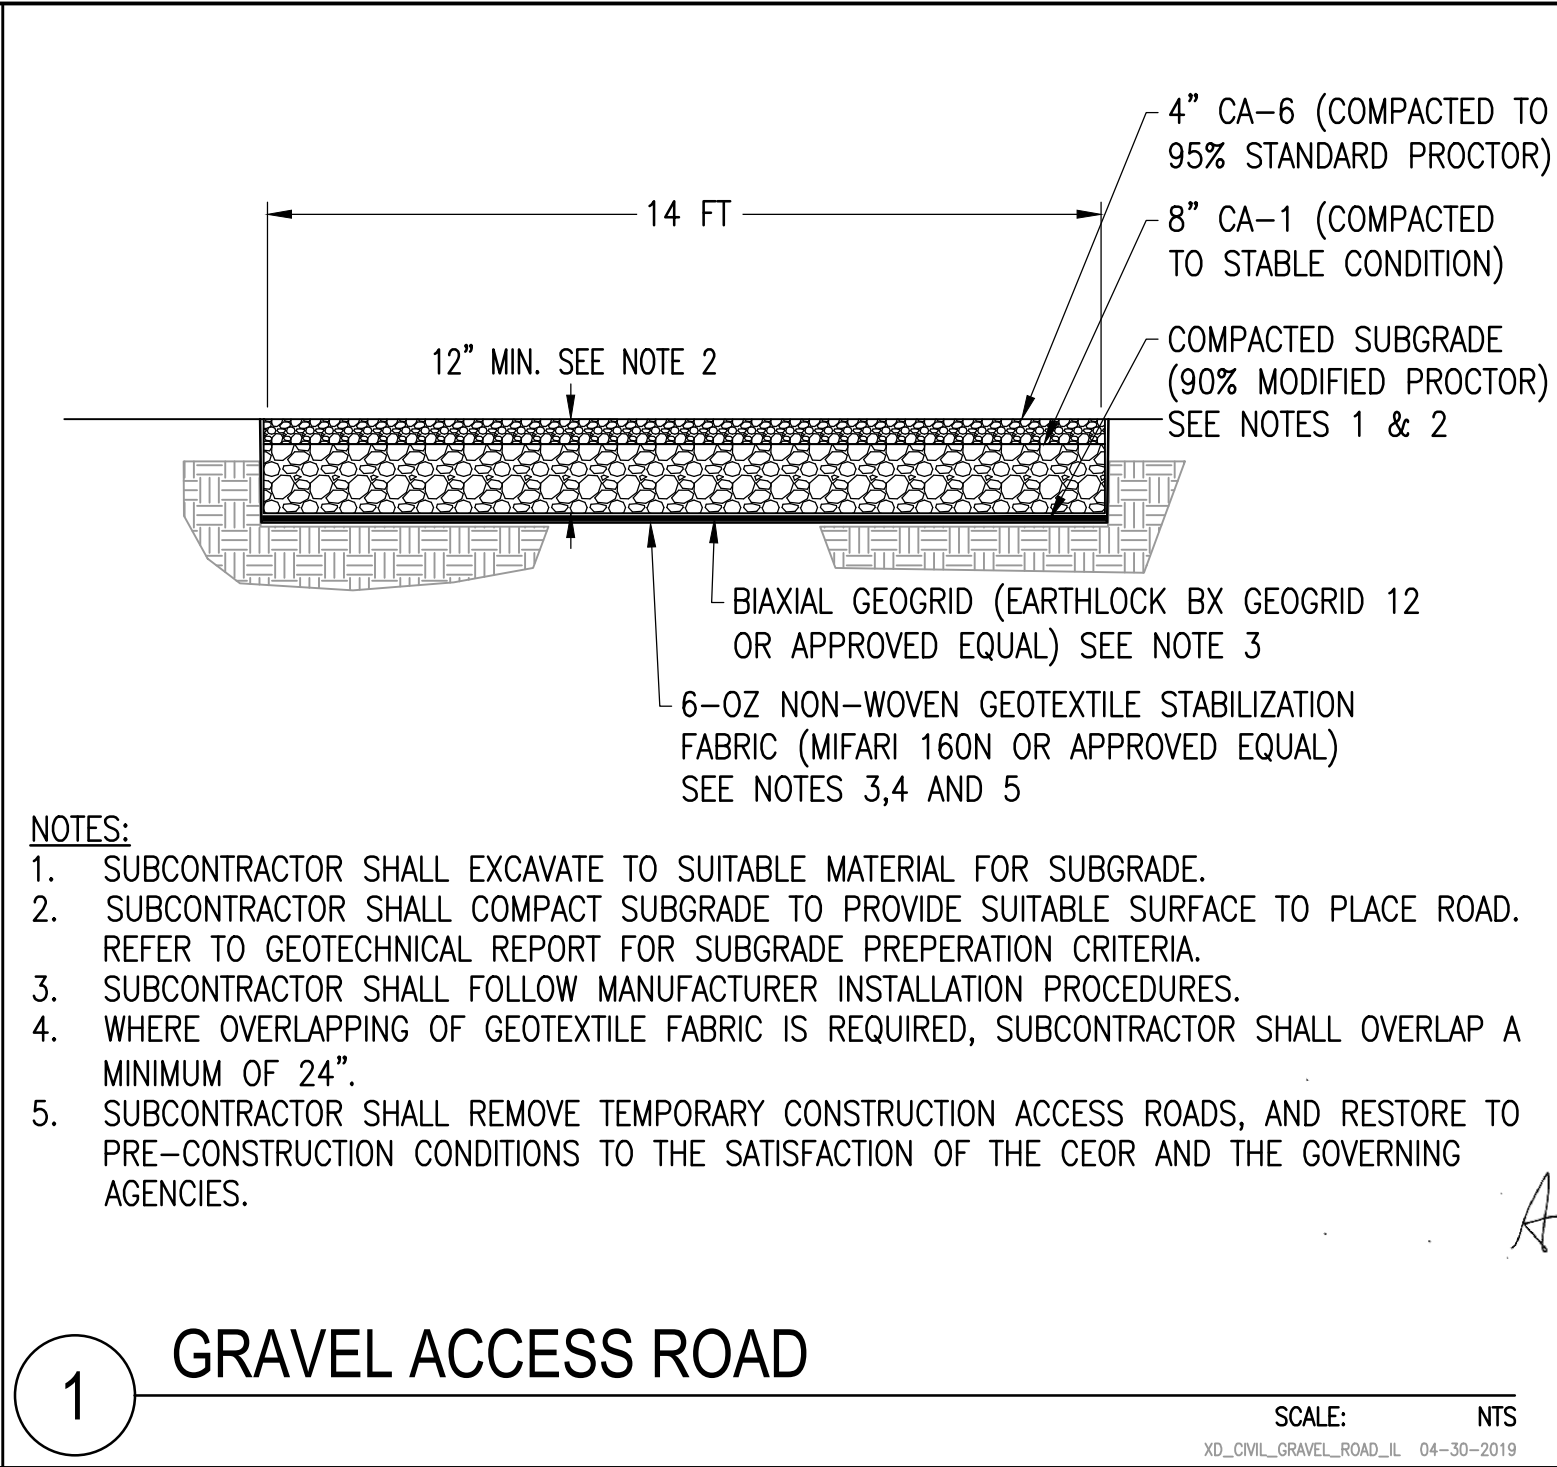 4" CA-6 (COMPACTED TO
95% STANDARD PROCTOR)
14 FT
8" CA-1 (COMPACTED
TO STABLE CONDITION)
12" MIN. SEE NOTE 2
COMPACTED SUBGRADE
(90% MODIFIED PROCTOR)
SEE NOTES 1 & 2
BIAXIAL GEOGRID (EARTHLOCK BX GEOGRID 12
OR APPROVED EQUAL) SEE NOTE 3
6-OZ NON-WOVEN GEOTEXTILE STABILIZATION
FABRIC (MIFARI 160N OR APPROVED EQUAL)
SEE NOTES 3,4 AND 5
NOTES:
1. SUBCONTRACTOR SHALL EXCAVATE TO SUITABLE MATERIAL FOR SUBGRADE.
2. SUBCONTRACTOR SHALL COMPACT SUBGRADE TO PROVIDE SUITABLE SURFACE TO PLACE ROAD.
REFER TO GEOTECHNICAL REPORT FOR SUBGRADE PREPERATION CRITERIA.
3. SUBCONTRACTOR SHALL FOLLOW MANUFACTURER INSTALLATION PROCEDURES.
4. WHERE OVERLAPPING OF GEOTEXTILE FABRIC IS REQUIRED, SUBCONTRACTOR SHALL OVERLAP A
MINIMUM OF 24".
5. SUBCONTRACTOR SHALL REMOVE TEMPORARY CONSTRUCTION ACCESS ROADS, AND RESTORE TO
PRE-CONSTRUCTION CONDITIONS TO THE SATISFACTION OF THE CEOR AND THE GOVERNING
AGENCIES.
A
1
GRAVEL ACCESS ROAD
SCALE: NTS
XD_CIVIL_GRAVEL_ROAD_IL 04-30-2019